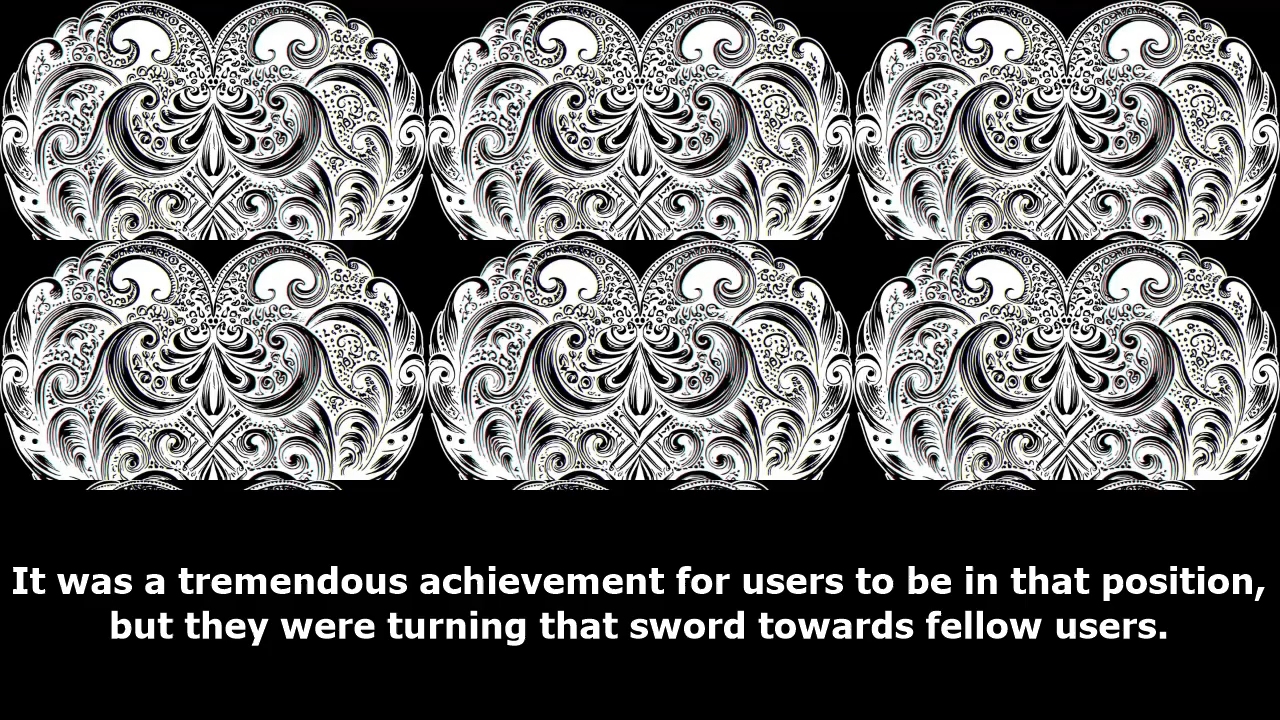 It was a tremendous achievement for users to be in that position,
but they were turning that sword towards fellow users.